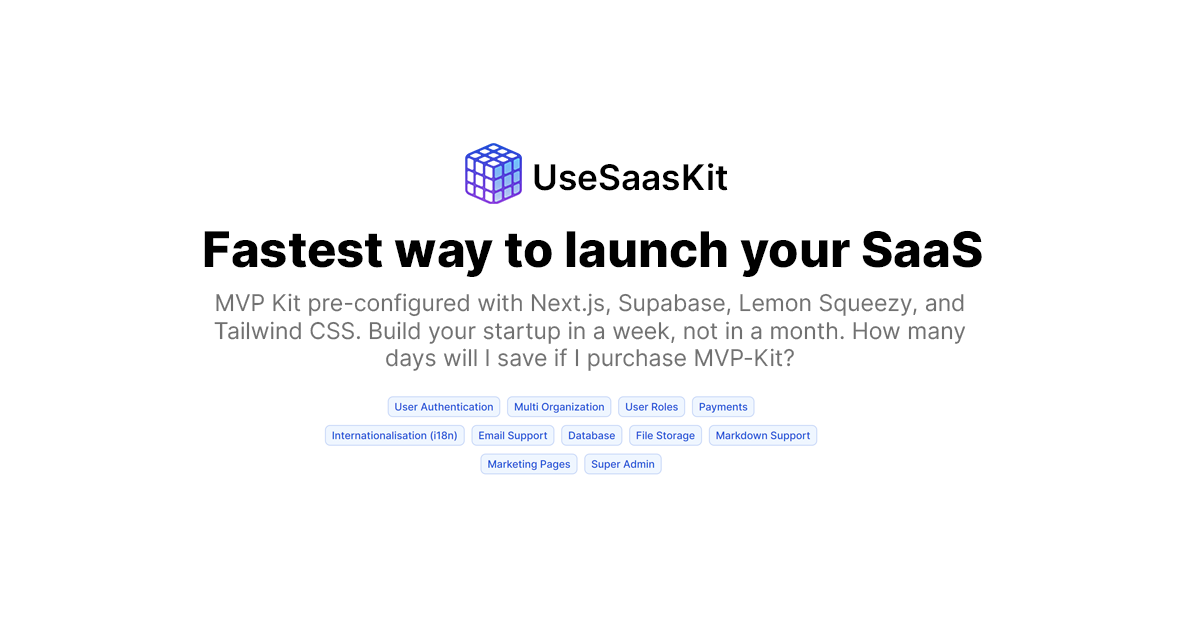 UseSaasKit
Fastest way to launch your SaaS
MVP Kit pre-configured with Next.js, Supabase, Lemon Squeezy, and
Tailwind CSS. Build your startup in a week, not in a month. How many
days will I save if I purchase MVP-Kit?
User Authentication Multi Organization User Roles Payments
Internationalisation (i18n) Email Support Database File Storage Markdown Support
Marketing Pages Super Admin